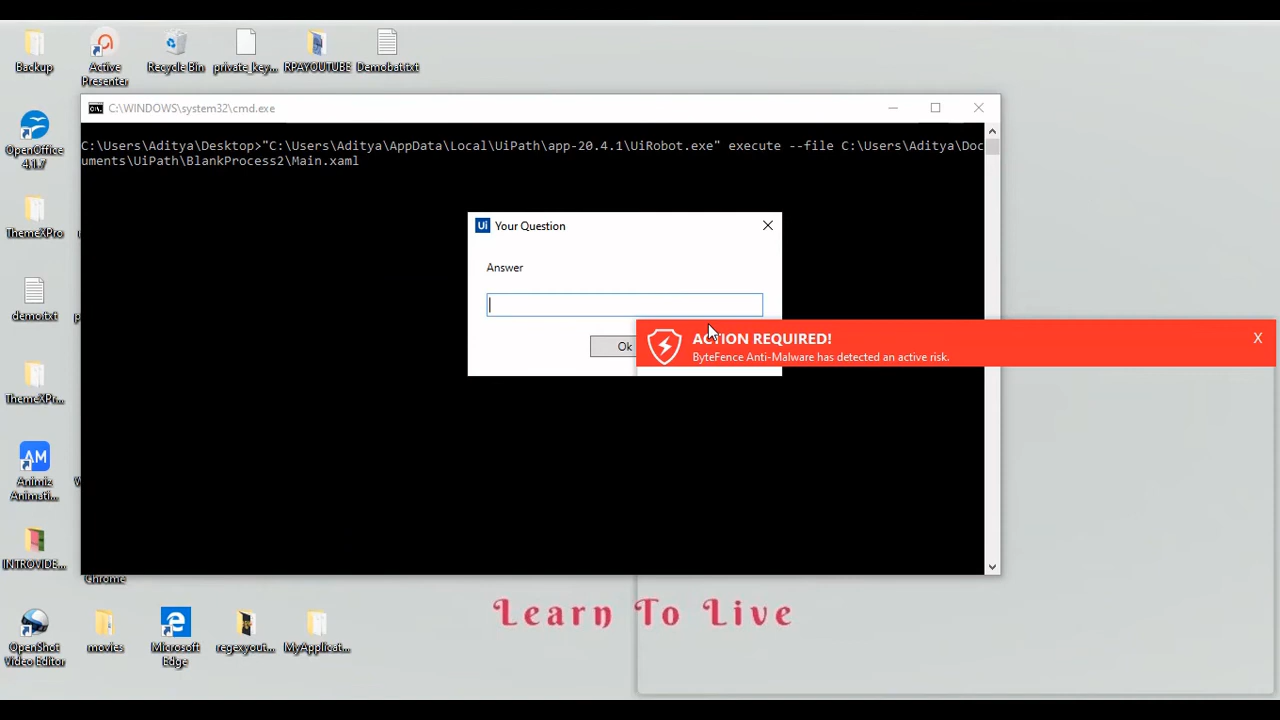 Backup
Active
Presenter
Recycle Bin
private_key...
RPAYOUTUBE
Demobat.txt
C:\WINDOWS\system32\cmd.exe
OpenOffice
4.1.7
C:\Users\Aditya\Desktop>"C:\Users\Aditya\AppData\Local\UiPath\app-20.4.1\UiRobot.exe" execute --file C:\Users\Aditya\Doc
uments\UiPath\BlankProcess2\Main.xaml
ThemeXPro
Ui Your Question
Answer
Ok
ACTION REQUIRED!
X
ByteFence Anti-Malware has detected an active risk.
demo.txt
ThemeXPr...
AM
Animiz
Animati...
INTROVIDE...
Chrome
Learn To Live
OpenShot
Video Editor
movies
Microsoft
Edge
regexyout...
MyApplicat...